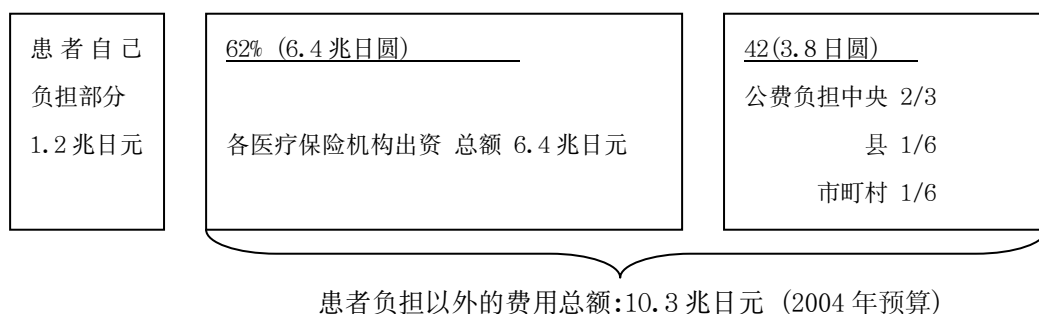 患者自己
负担部分
1.2兆日元
62% (6.4兆日圆)
各医疗保险机构出资 总额 6.4兆日元
42(3.8日圆)
公费负担中央 2/3
县 1/6
市町村 1/6
患者负担以外的费用总额:10.3兆日元 (2004年预算)